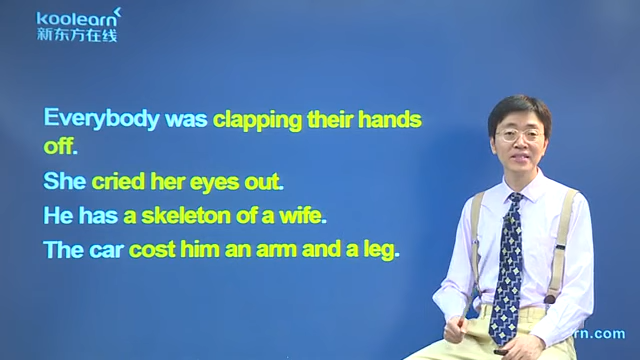 koolearn
新东方在线
Everybody was clapping their hands
off.
She cried her eyes out.
He has a skeleton of a wife.
The car cost him an arm and a leg.
rn.com